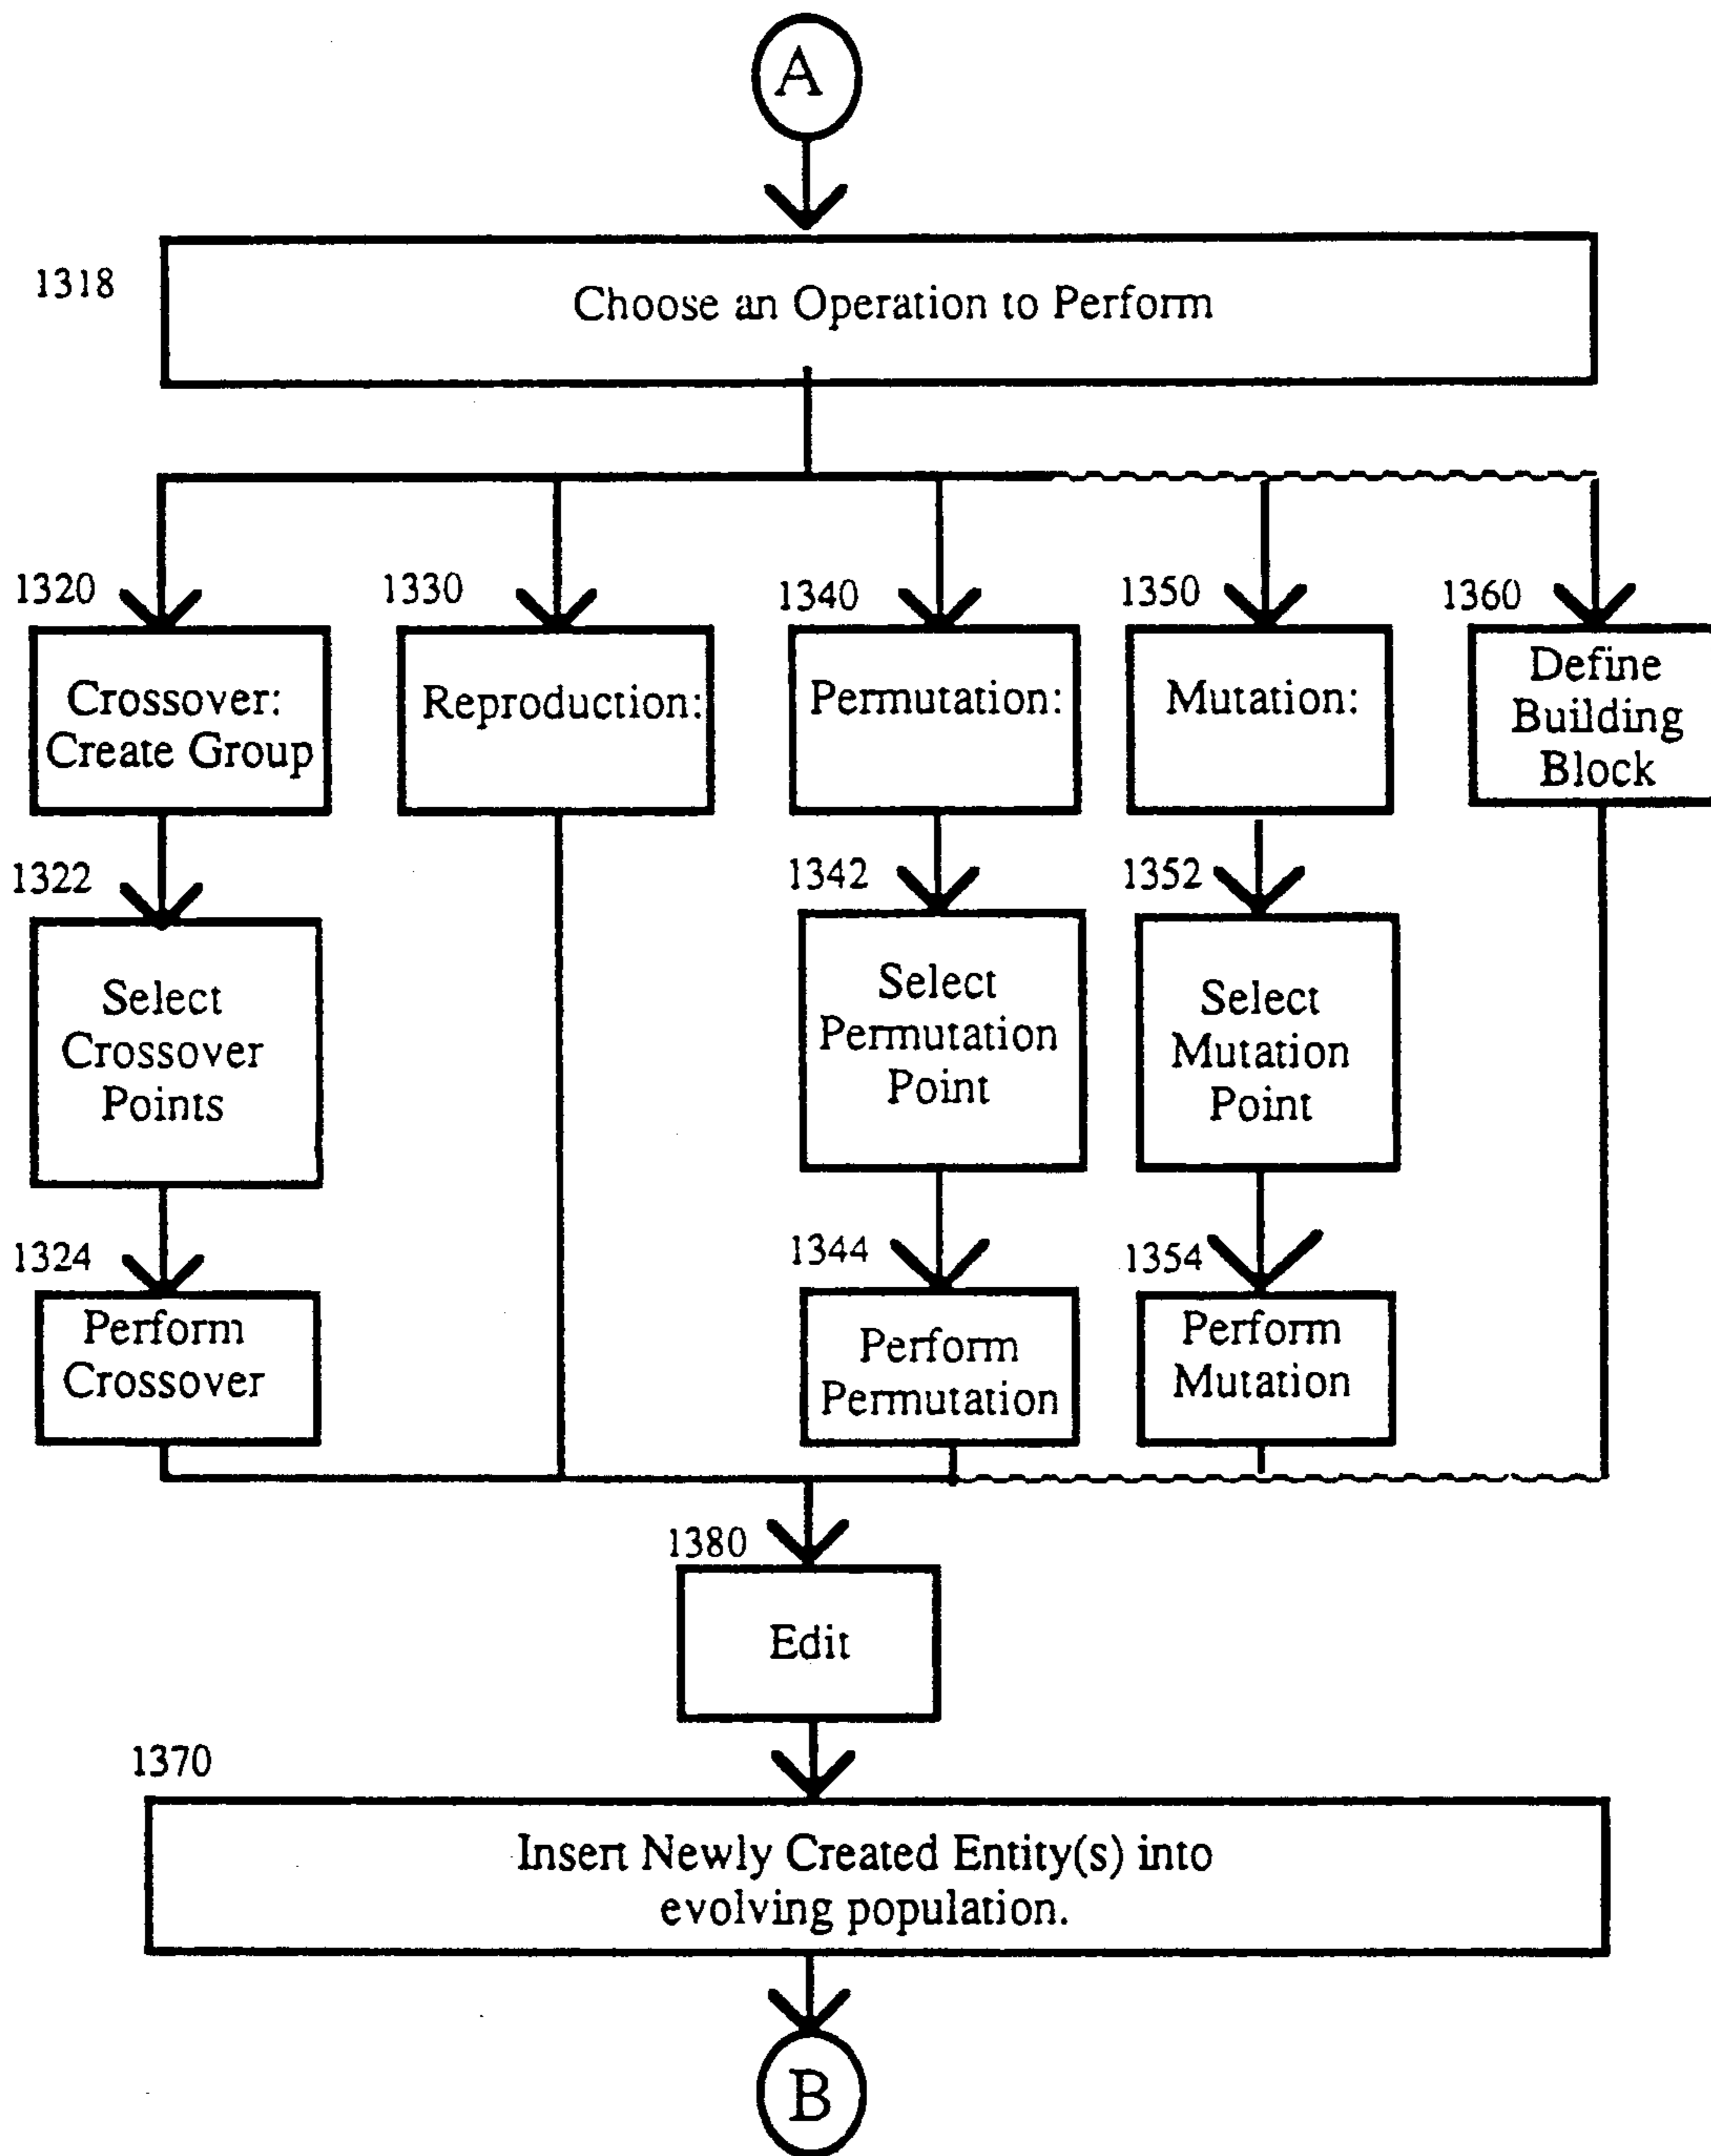 A
1318
Choose an Operation to Perform
1320
1330
1340
1350
1360
Crossover:
Create Group
Reproduction:
Permutation:
Mutation:
Define
Building
Block
1322
1342
1352
Select
Crossover
Points
Select
Permutation
Point
Select
Mutation
Point
1324
1344
1354
Perform
Crossover
Perform
Permutation
Perform
Mutation
1380
Edit
1370
Insert Newly Created Entity(s) into
evolving population.
B